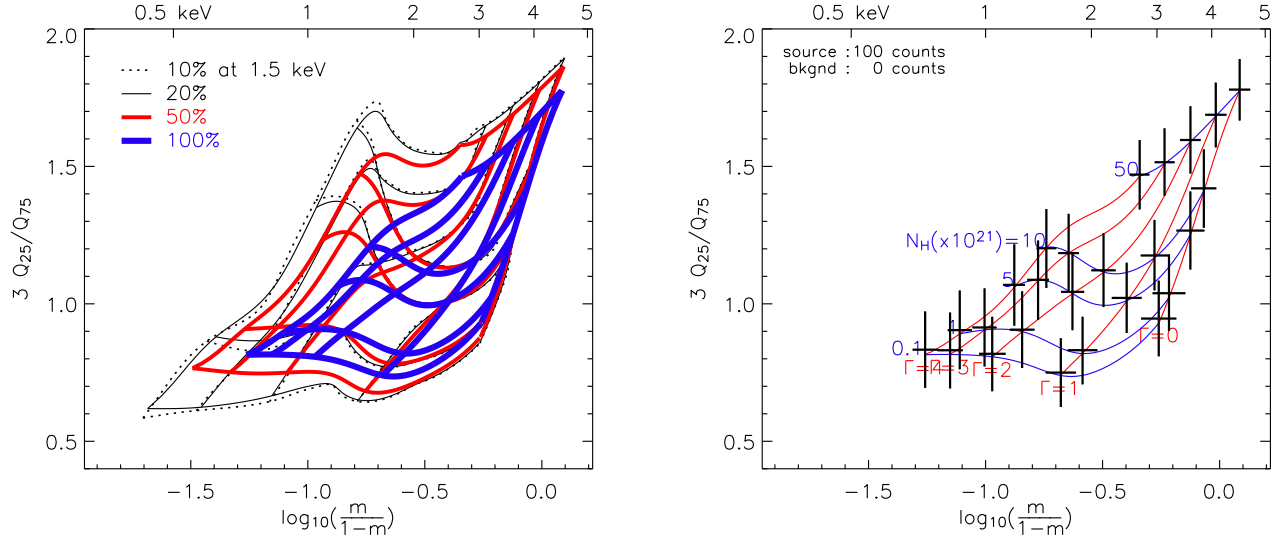 0.5 keV 1 2 3 4 5
2.0
1.5
1.0
0.5
3 Q25/Q75
10% at 1.5 keV
20%
50%
100%
−1.5 −1.0 −0.5 0.0
log10(m/1−m)
0.5 keV 1 2 3 4 5
2.0
1.5
1.0
0.5
3 Q25/Q75
source :100 counts
bkgnd : 0 counts
50
NH(x10^21)=10
5
1
0.1
Γ=4 Γ=3 Γ=2 Γ=1 Γ=0
−1.5 −1.0 −0.5 0.0
log10(m/1−m)